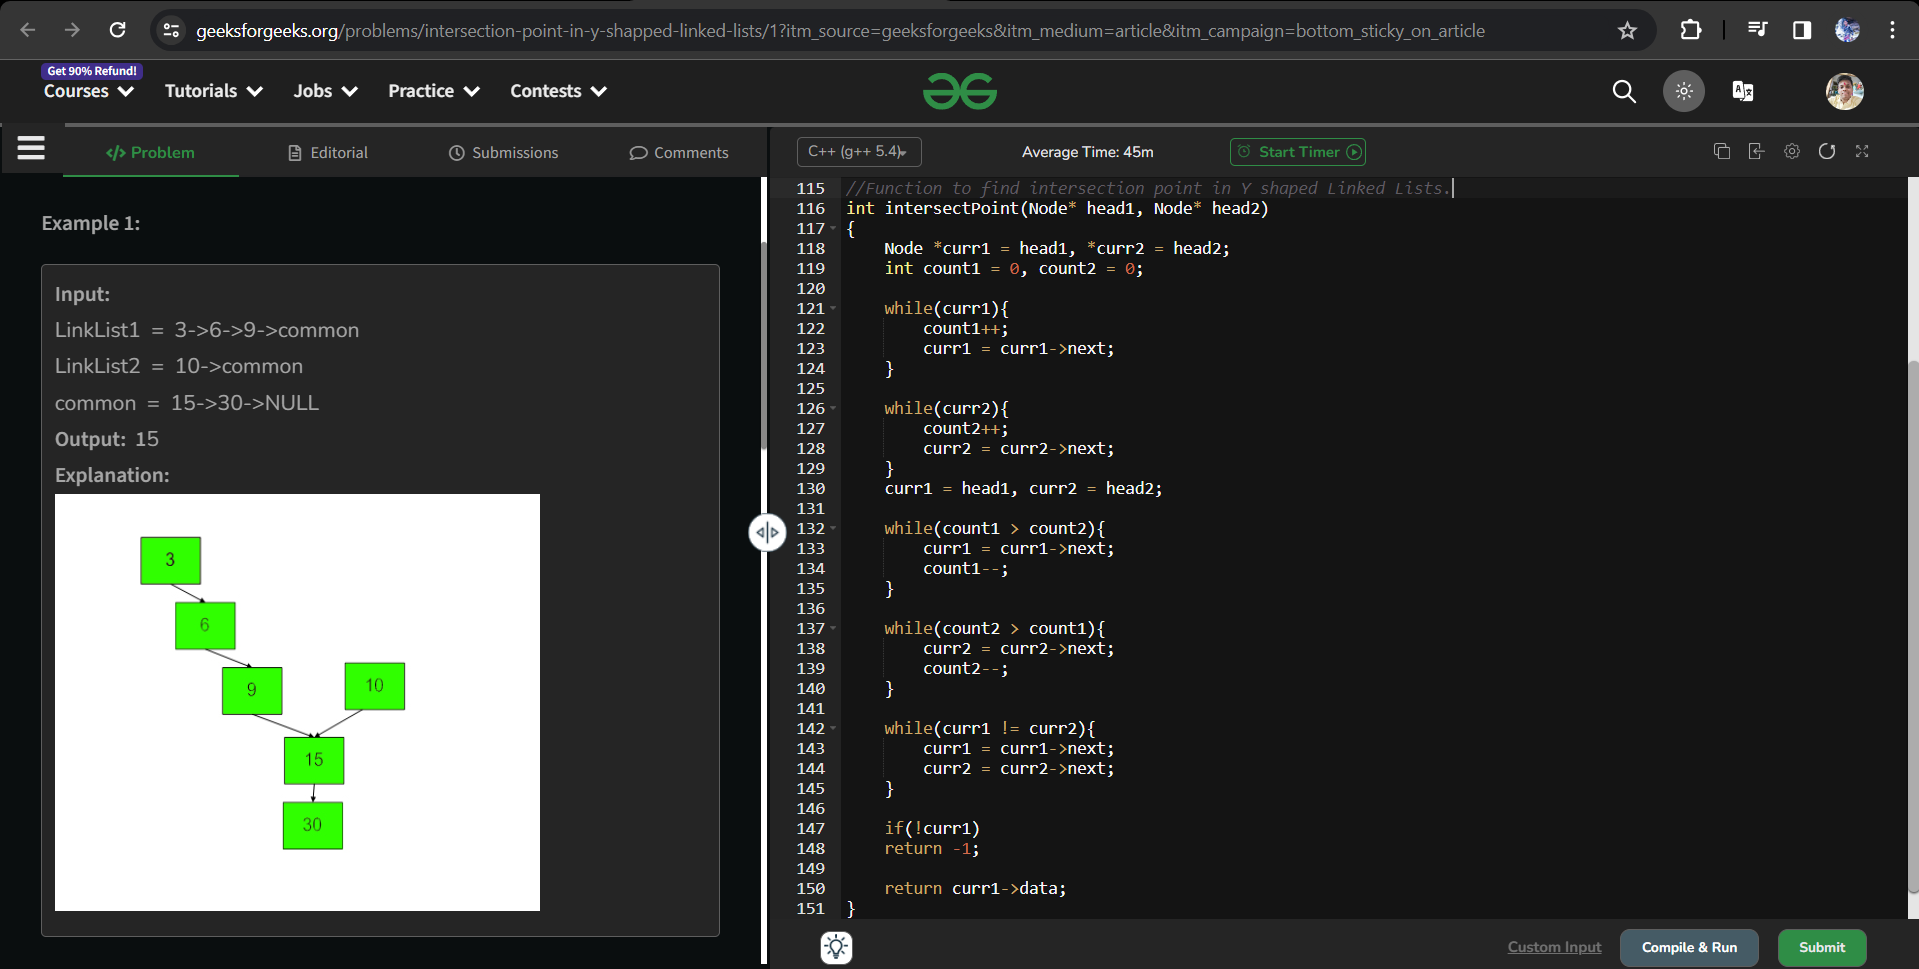 geeksforgeeks.org/problems/intersection-point-in-y-shapped-linked-lists/1?itm_source=geeksforgeeks&itm_medium=article&itm_campaign=bottom_sticky_on_article
Get 90% Refund!
Courses Tutorials Jobs Practice Contests
</> Problem Editorial Submissions Comments
Example 1:
Input:
LinkList1 = 3->6->9->common
LinkList2 = 10->common
common = 15->30->NULL
Output: 15
Explanation:
3
6
9
10
15
30
C++ (g++ 5.4) Average Time: 45m Start Timer
115 //Function to find intersection point in Y shaped Linked Lists.
116 int intersectPoint(Node* head1, Node* head2)
117 {
118 Node *curr1 = head1, *curr2 = head2;
119 int count1 = 0, count2 = 0;
120
121 while(curr1){
122 count1++;
123 curr1 = curr1->next;
124 }
125
126 while(curr2){
127 count2++;
128 curr2 = curr2->next;
129 }
130 curr1 = head1, curr2 = head2;
131
132 while(count1 > count2){
133 curr1 = curr1->next;
134 count1--;
135 }
136
137 while(count2 > count1){
138 curr2 = curr2->next;
139 count2--;
140 }
141
142 while(curr1 != curr2){
143 curr1 = curr1->next;
144 curr2 = curr2->next;
145 }
146
147 if(!curr1)
148 return -1;
149
150 return curr1->data;
151 }
Custom Input Compile & Run Submit